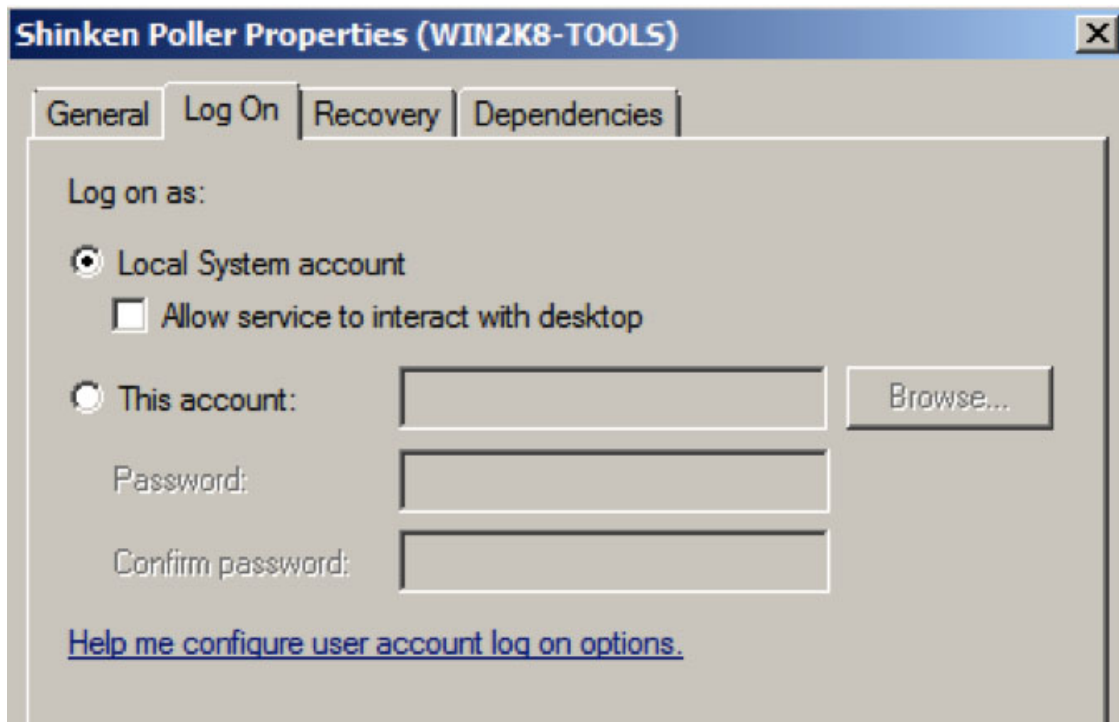 Shinken Poller Properties (WIN2K8-TOOLS)
General Log On Recovery Dependencies
Log on as:
Local System account
Allow service to interact with desktop
This account: Browse...
Password:
Confirm password:
Help me configure user account log on options.